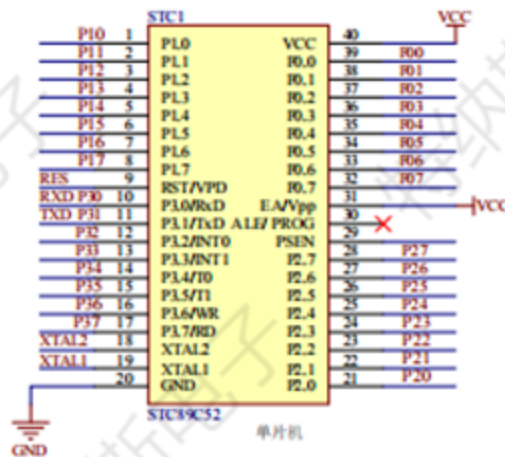 STC1
VCC
P10 1 P1.0 VCC 40
P11 2 P1.1 P0.0 39 P00
P12 3 P1.2 P0.1 38 P01
P13 4 P1.3 P0.2 37 P02
P14 5 P1.4 P0.3 36 P03
P15 6 P1.5 P0.4 35 P04
P16 7 P1.6 P0.5 34 P05
P17 8 P1.7 P0.6 33 P06
RES 9 RST/VPD P0.7 32 P07
RXD P30 10 P3.0/RxD EA/Vpp 31 VCC
TXD P31 11 P3.1/TxD ALE/PROG 30
P32 12 P3.2/INT0 PSEN 29
P33 13 P3.3/INT1 P2.7 28 P27
P34 14 P3.4/T0 P2.6 27 P26
P35 15 P3.5/T1 P2.5 26 P25
P36 16 P3.6/WR P2.4 25 P24
P37 17 P3.7/RD P2.3 24 P23
XTAL2 18 XTAL2 P2.2 23 P22
XTAL1 19 XTAL1 P2.1 22 P21
20 GND P2.0 21 P20
GND
STC89C52
单片机
特纳斯电子